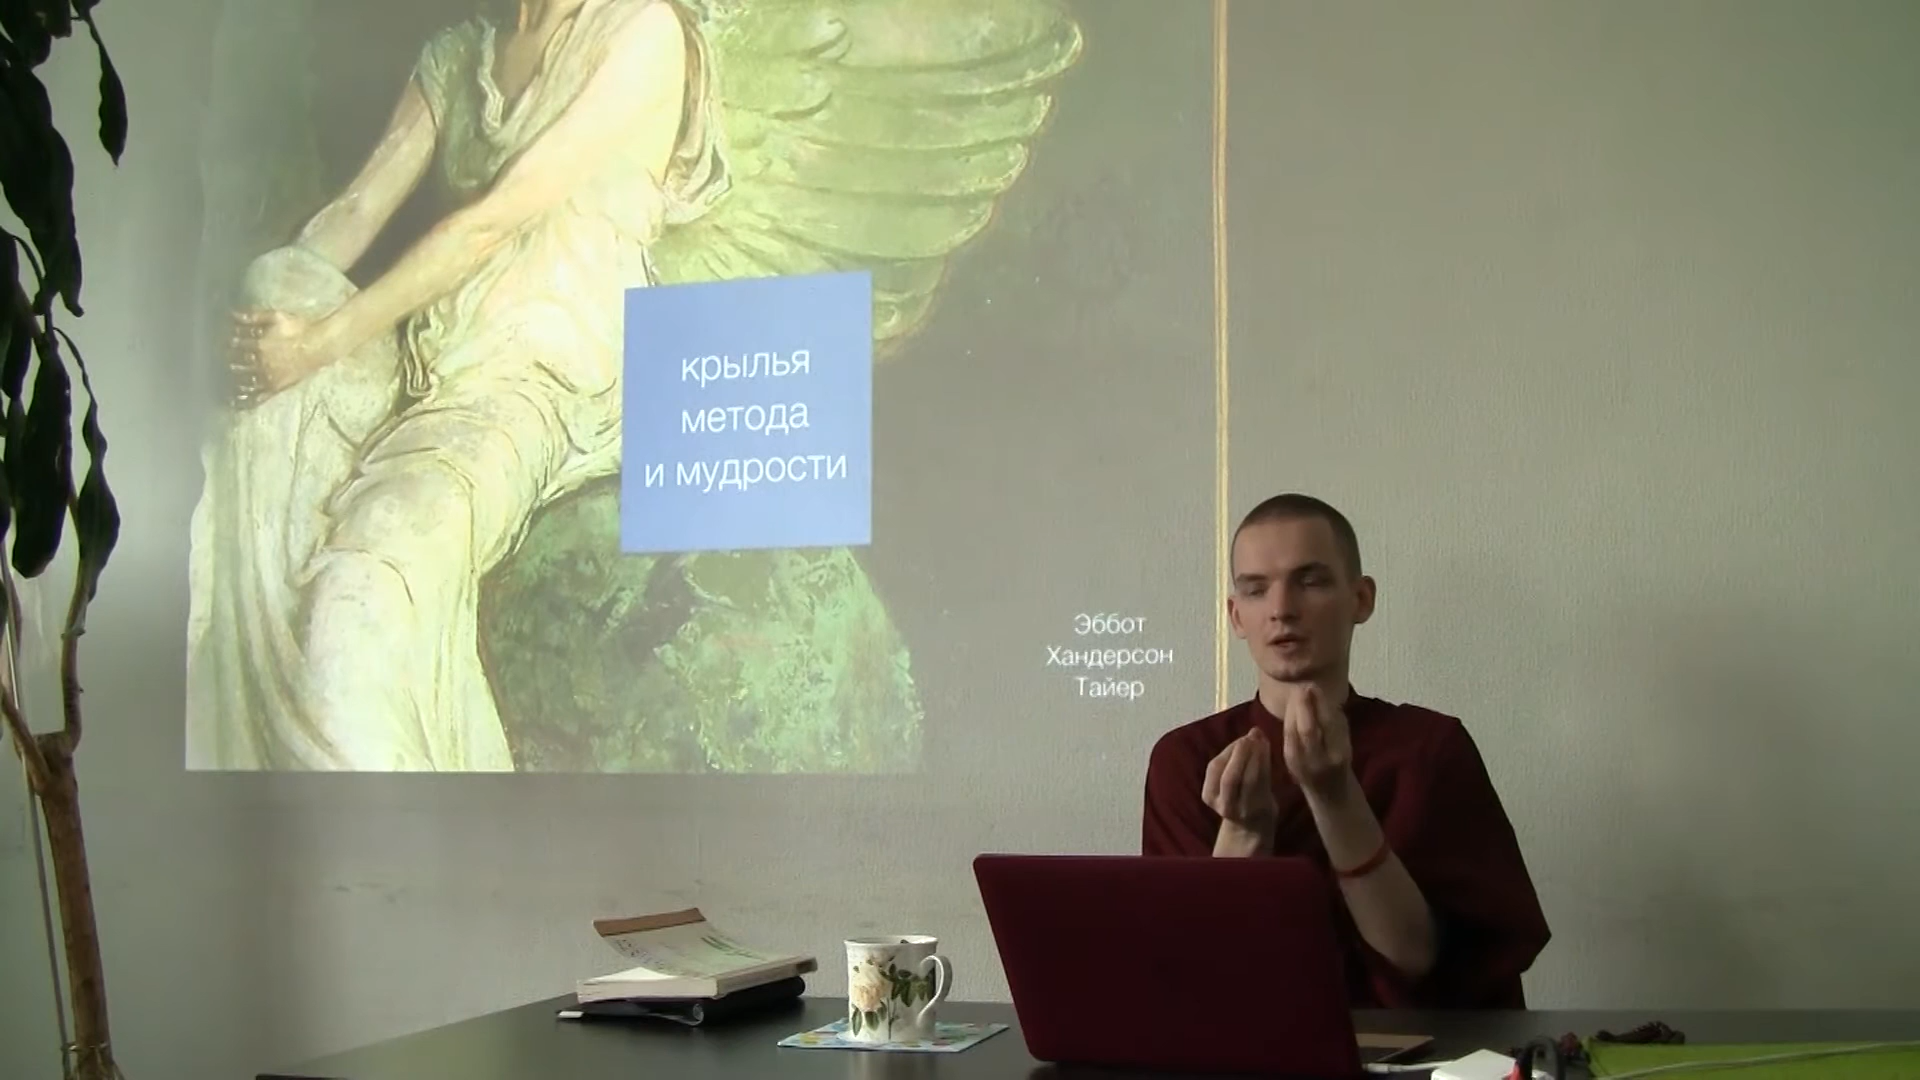 крылья
метода
и мудрости
Эббот
Хандерсон
Тайер